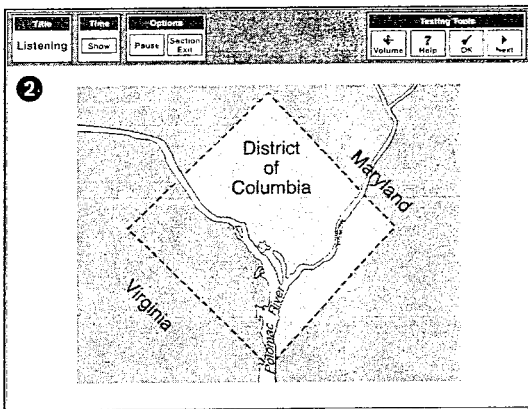 Title
Time
Options
Testing Tools
Listening
Show
Pause
Section
Exit
Volume
?
Help
OK
Next
2
District
of
Columbia
Maryland
Virginia
Potomac River